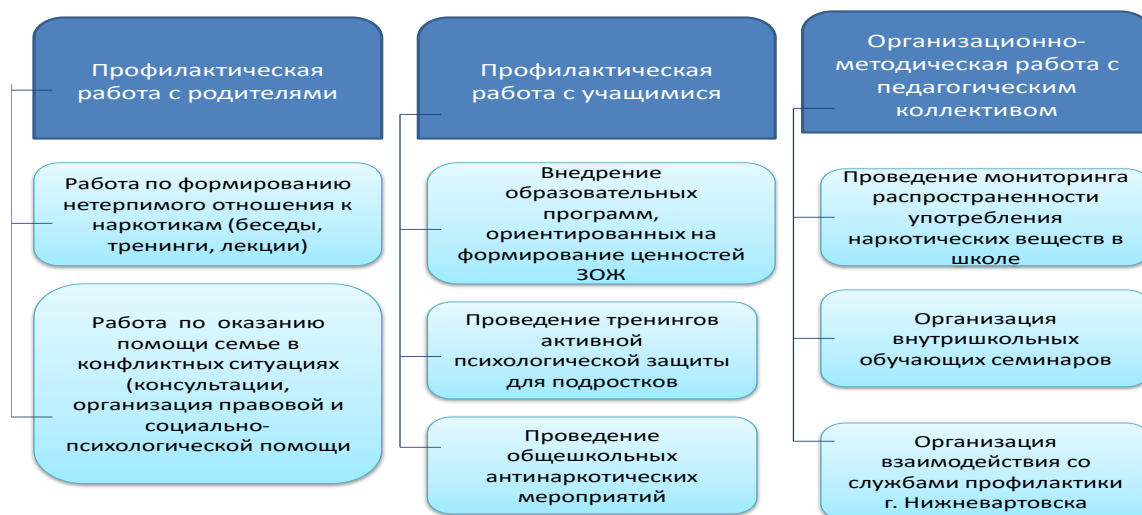 Профилактическая
работа с родителями
Работа по формированию
нетерпимого отношения к
наркотикам (беседы,
тренинги, лекции)
Работа по оказанию
помощи семье в
конфликтных ситуациях
(консультации,
организация правовой и
социально-
психологической помощи
Профилактическая
работа с учащимися
Внедрение
образовательных
программ,
ориентированных на
формирование ценностей
ЗОЖ
Проведение тренингов
активной
психологической защиты
для подростков
Проведение
общешкольных
антинаркотических
мероприятий
Организационно-
методическая работа с
педагогическим
коллективом
Проведение мониторинга
распространенности
употребления
наркотических веществ в
школе
Организация
внутришкольных
обучающих семинаров
Организация
взаимодействия со
службами профилактики
г. Нижневартовска